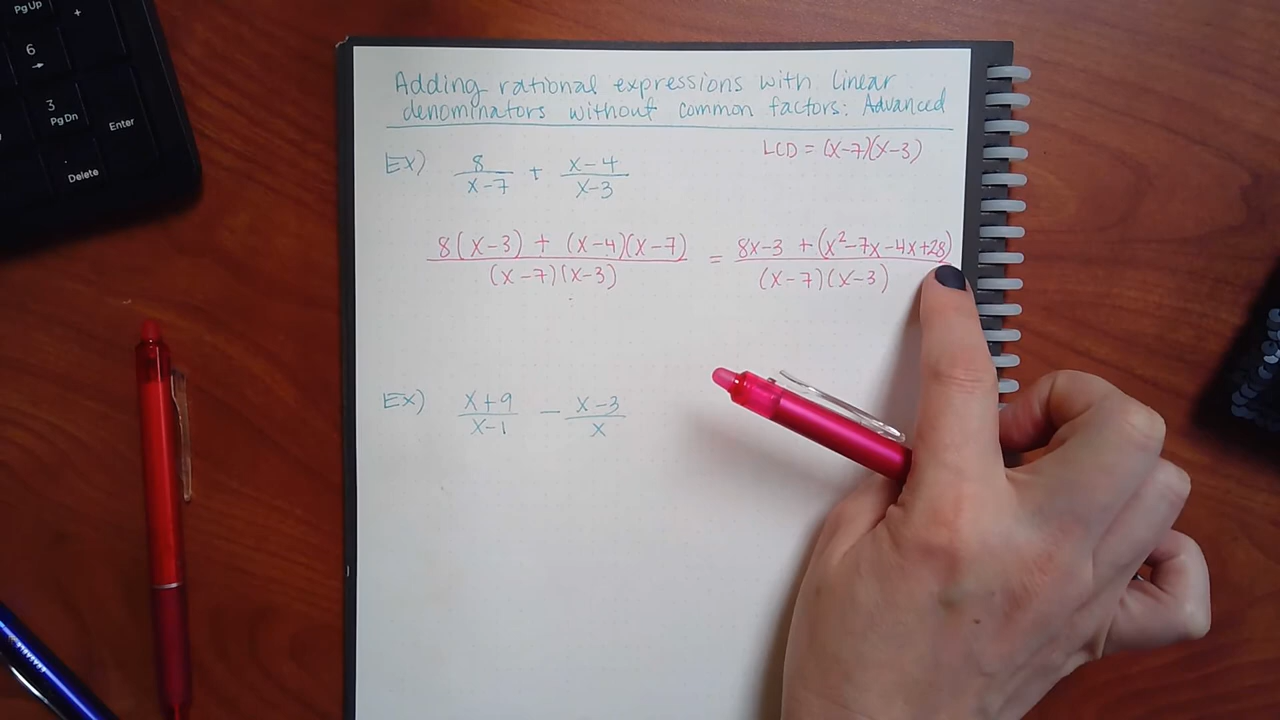 PgUp
+
6
3
PgDn
Enter
.
Delete
Adding rational expressions with linear
denominators without common factors: Advanced
LCD = (x-7)(x-3)
Ex) 8/(x-7) + (x-4)/(x-3)
(8(x-3) + (x-4)(x-7))/((x-7)(x-3)) = (8x-3 + (x²-7x-4x+28))/((x-7)(x-3))
Ex) (x+9)/(x-1) - (x-3)/x